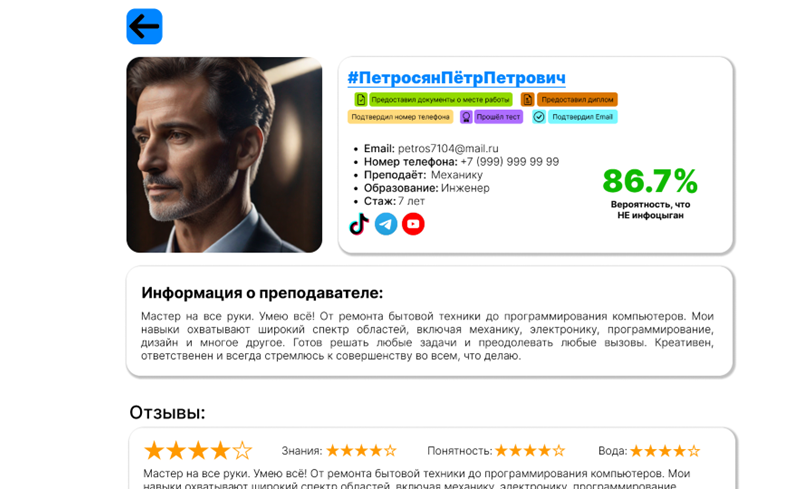 #ПетросянПётрПетрович
Предоставил документы о месте работы Предоставил диплом
Подтвердил номер телефона Прошёл тест Подтвердил Email
Email: petros7104@mail.ru
Номер телефона: +7 (999) 999 99 99
Преподаёт: Механику
Образование: Инженер
Стаж: 7 лет
86.7%
Вероятность, что
НЕ инфоцыган
Информация о преподавателе:
Мастер на все руки. Умею всё! От ремонта бытовой техники до программирования компьютеров. Мои
навыки охватывают широкий спектр областей, включая механику, электронику, программирование,
дизайн и многое другое. Готов решать любые задачи и преодолевать любые вызовы. Креативен,
ответственен и всегда стремлюсь к совершенству во всем, что делаю.
Отзывы:
Знания: Понятность: Вода:
Мастер на все руки. Умею всё! От ремонта бытовой техники до программирования компьютеров. Мои
навыки охватывают широкий спектр областей, включая механику, электронику, программирование